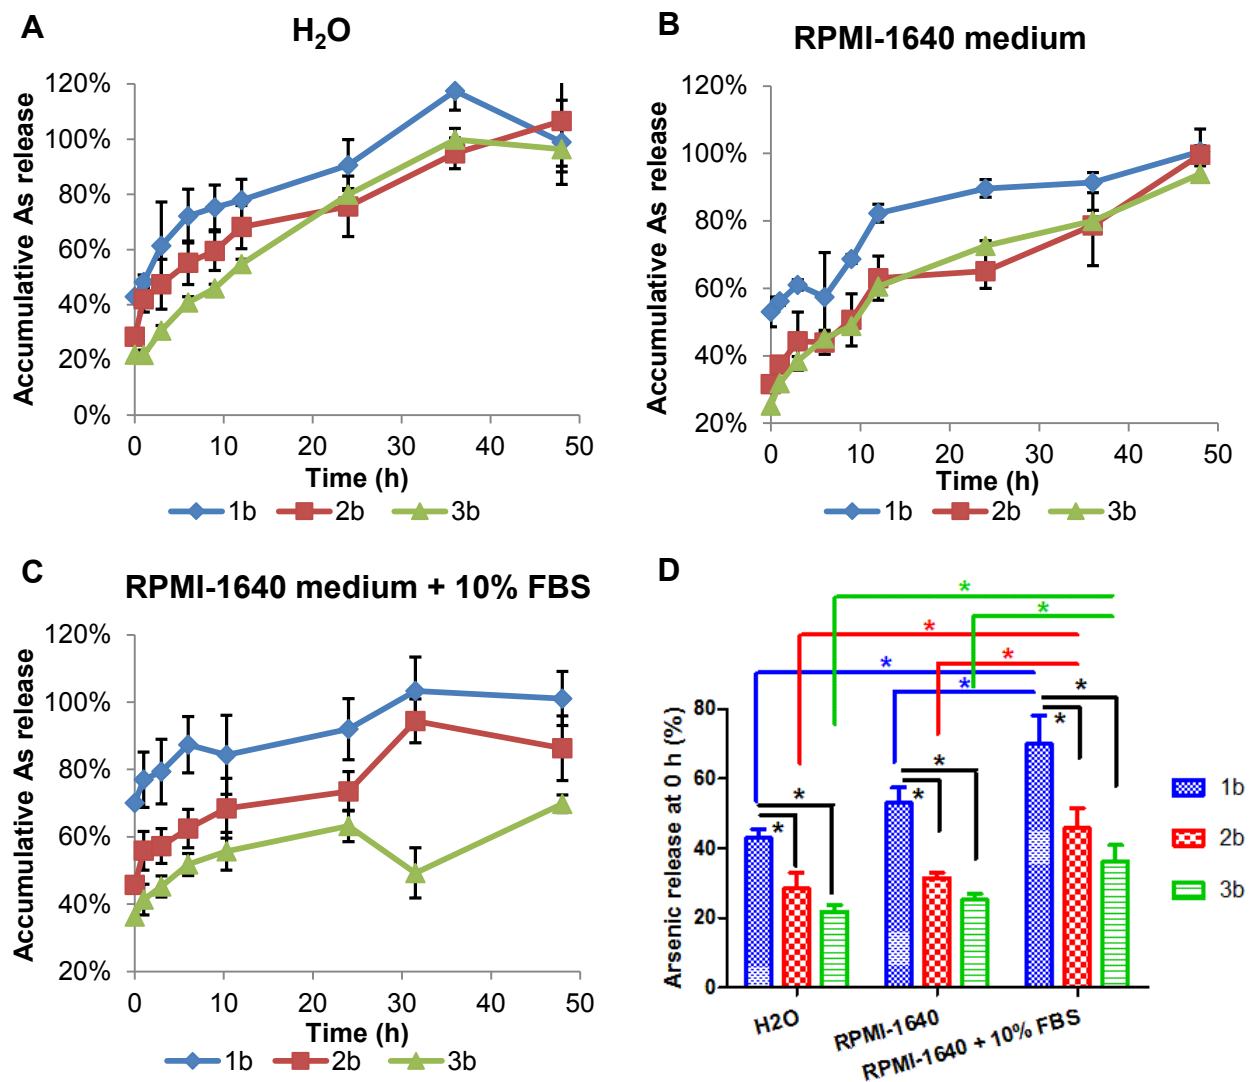 A
H₂O
Accumulative As release
120%
100%
80%
60%
40%
20%
0%
0 10 20 30 40 50
Time (h)
1b 2b 3b
B
RPMI-1640 medium
Accumulative As release
120%
100%
80%
60%
40%
20%
0 10 20 30 40 50
Time (h)
1b 2b 3b
C
RPMI-1640 medium + 10% FBS
Accumulative As release
120%
100%
80%
60%
40%
20%
0 10 20 30 40 50
Time (h)
1b 2b 3b
D
Arsenic release at 0 h (%)
80
60
40
20
0
* * *
* * *
* * *
* * *
H2O
RPMI-1640
RPMI-1640 + 10% FBS
1b
2b
3b